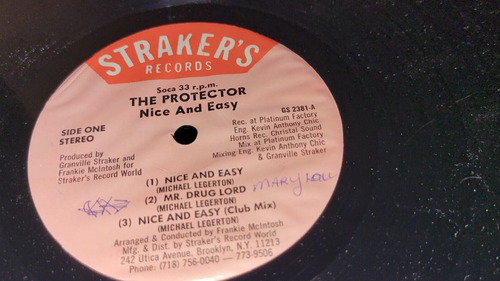 STRAKER'S
RECORDS
Soca 33 r.p.m.
THE PROTECTOR
Nice And Easy
GS 2381-A
SIDE ONE
STEREO
Rec. at Platinum Factory
Eng. Kevin Anthony Chic
Horns Rec. Christal Sound
Mix at Platinum Factory
Mixing Eng. Kevin Anthony Chic
& Granville Straker
Produced by
Granville Straker and
Frankie McIntosh for
Straker's Record World
(1) NICE AND EASY
(MICHAEL LEGERTON)
(2) MR. DRUG LORD
(MICHAEL LEGERTON)
MARY LOU
(3) NICE AND EASY (Club Mix)
(MICHAEL LEGERTON)
Arranged & Conducted by Frankie McIntosh
Mfg. & Dist. by Straker's Record World
242 Utica Avenue, Brooklyn, N.Y. 11213
Phone: (718) 756-0040 — 773-9506